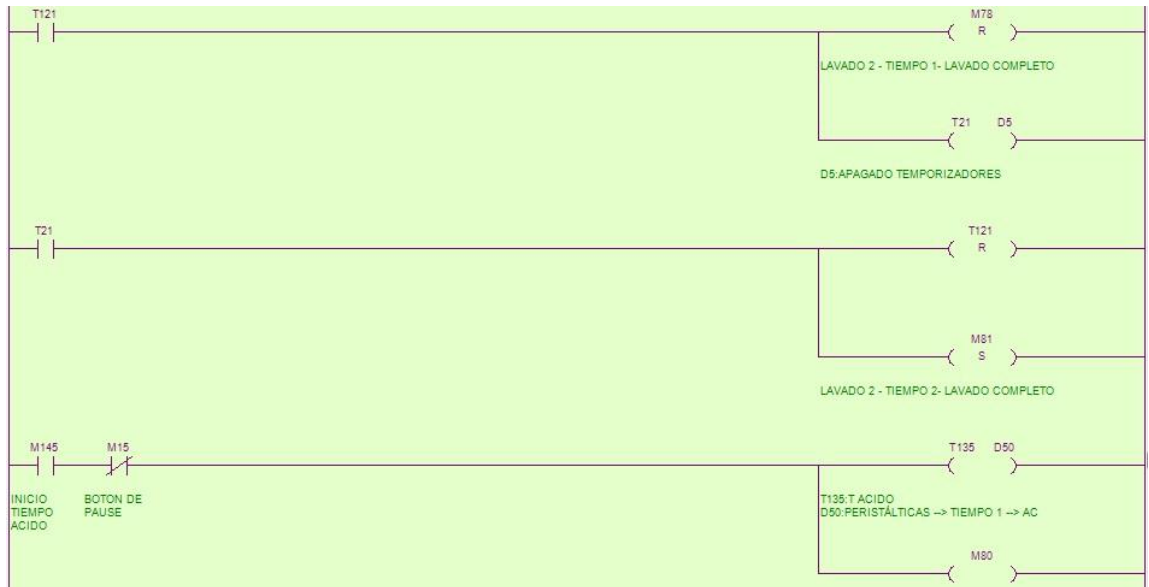 T121
M78
R
LAVADO 2 - TIEMPO 1- LAVADO COMPLETO
T21 D5
D5:APAGADO TEMPORIZADORES
T21
T121
R
M81
S
LAVADO 2 - TIEMPO 2- LAVADO COMPLETO
M145
M15
T135 D50
INICIO
TIEMPO
ACIDO
BOTON DE
PAUSE
T135:T ACIDO
D50:PERISTÁLTICAS --> TIEMPO 1 --> AC
M80